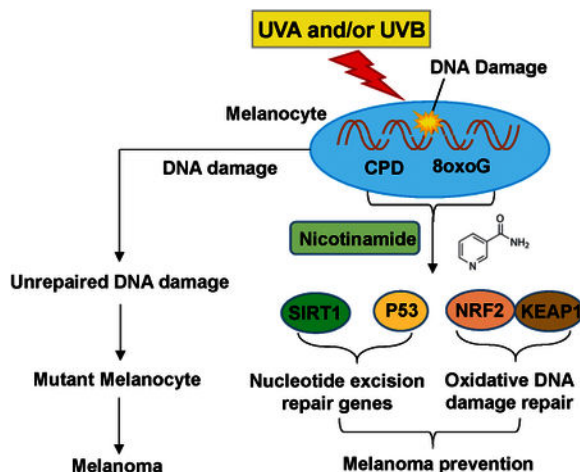 UVA and/or UVB
DNA Damage
Melanocyte
DNA damage
CPD
8oxoG
Nicotinamide
O
NH2
N
Unrepaired DNA damage
SIRT1
P53
NRF2
KEAP1
Mutant Melanocyte
Nucleotide excision
repair genes
Oxidative DNA
damage repair
Melanoma
Melanoma prevention